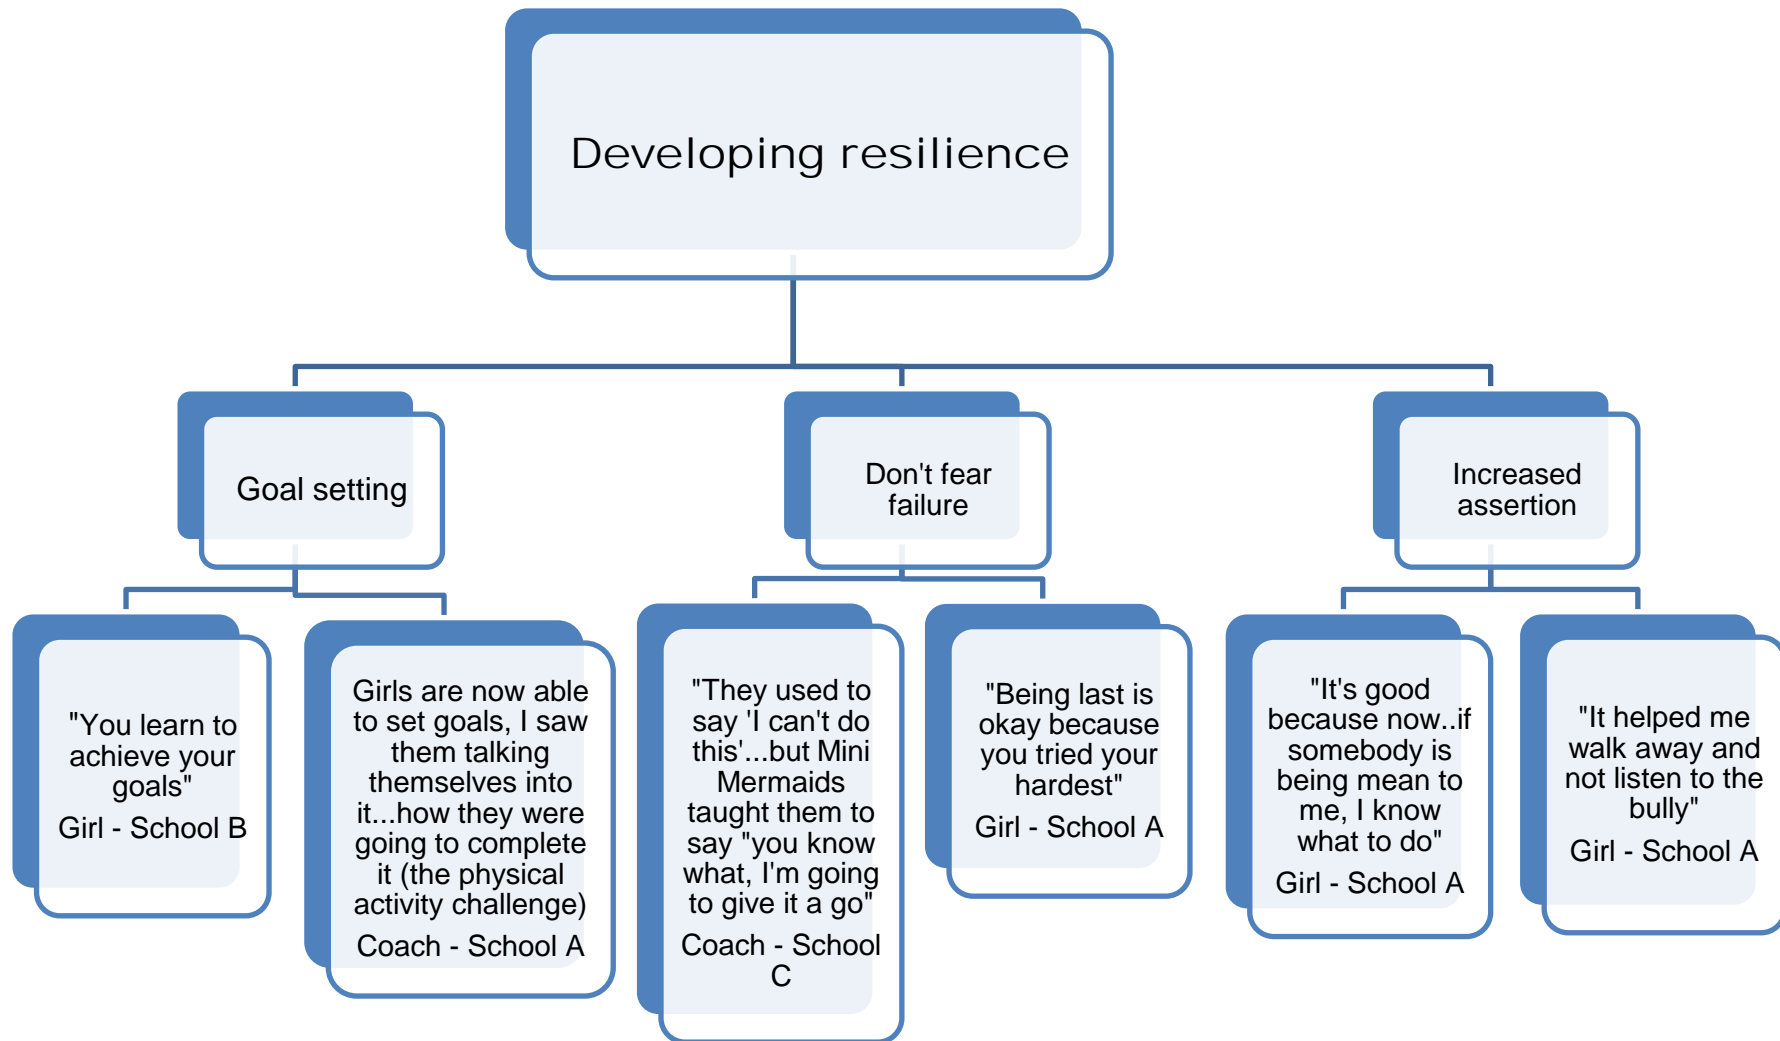 Developing resilience
Goal setting
Don't fear
failure
Increased
assertion
"You learn to
achieve your
goals"
Girl - School B
Girls are now able
to set goals, I saw
them talking
themselves into
it...how they were
going to complete
it (the physical
activity challenge)
Coach - School A
"They used to
say 'I can't do
this'...but Mini
Mermaids
taught them to
say "you know
what, I'm going
to give it a go"
Coach - School
C
"Being last is
okay because
you tried your
hardest"
Girl - School A
"It's good
because now..if
somebody is
being mean to
me, I know
what to do"
Girl - School A
"It helped me
walk away and
not listen to the
bully"
Girl - School A